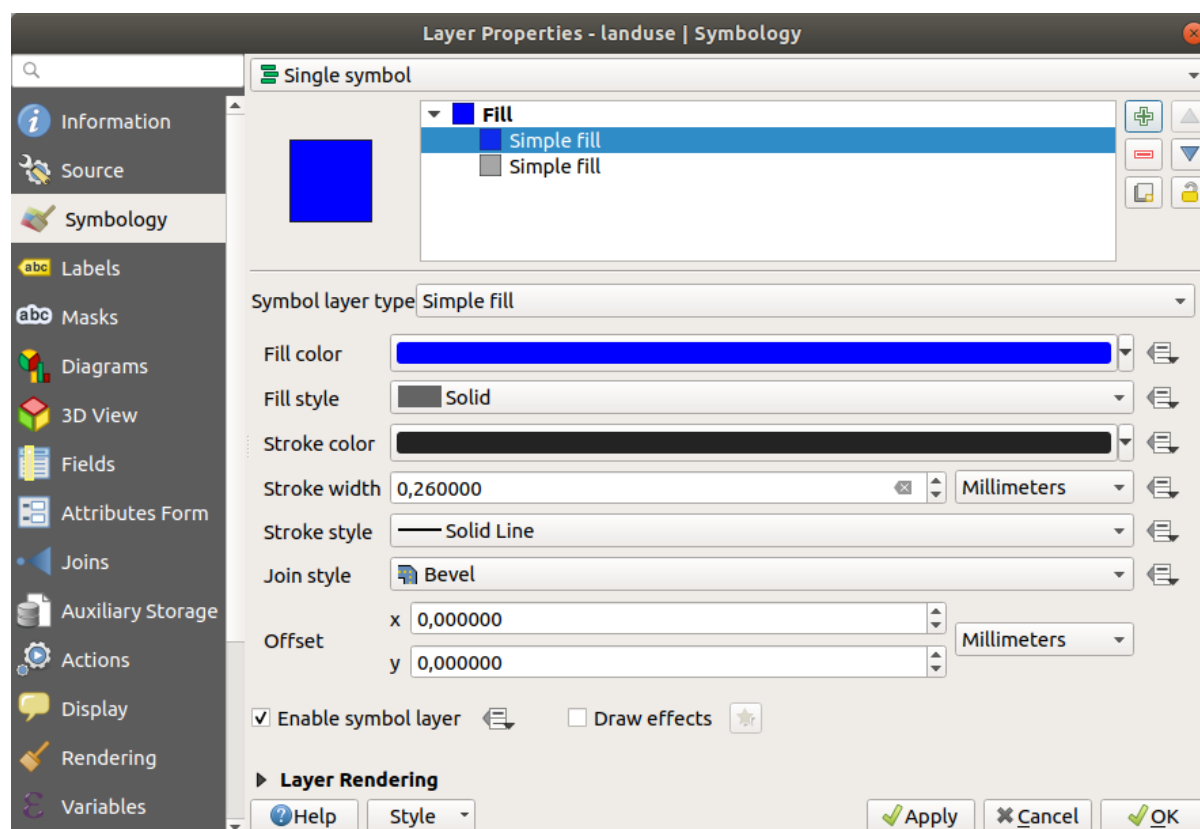 Layer Properties - landuse | Symbology
Single symbol
Information
Source
Symbology
Labels
Masks
Diagrams
3D View
Fields
Attributes Form
Joins
Auxiliary Storage
Actions
Display
Rendering
Variables
abc
abc
Fill
Simple fill
Simple fill
Symbol layer type Simple fill
Fill color
Fill style Solid
Stroke color
Stroke width 0,260000 Millimeters
Stroke style Solid Line
Join style Bevel
Offset x 0,000000 Millimeters
y 0,000000
Enable symbol layer Draw effects
Layer Rendering
Help Style Apply Cancel OK